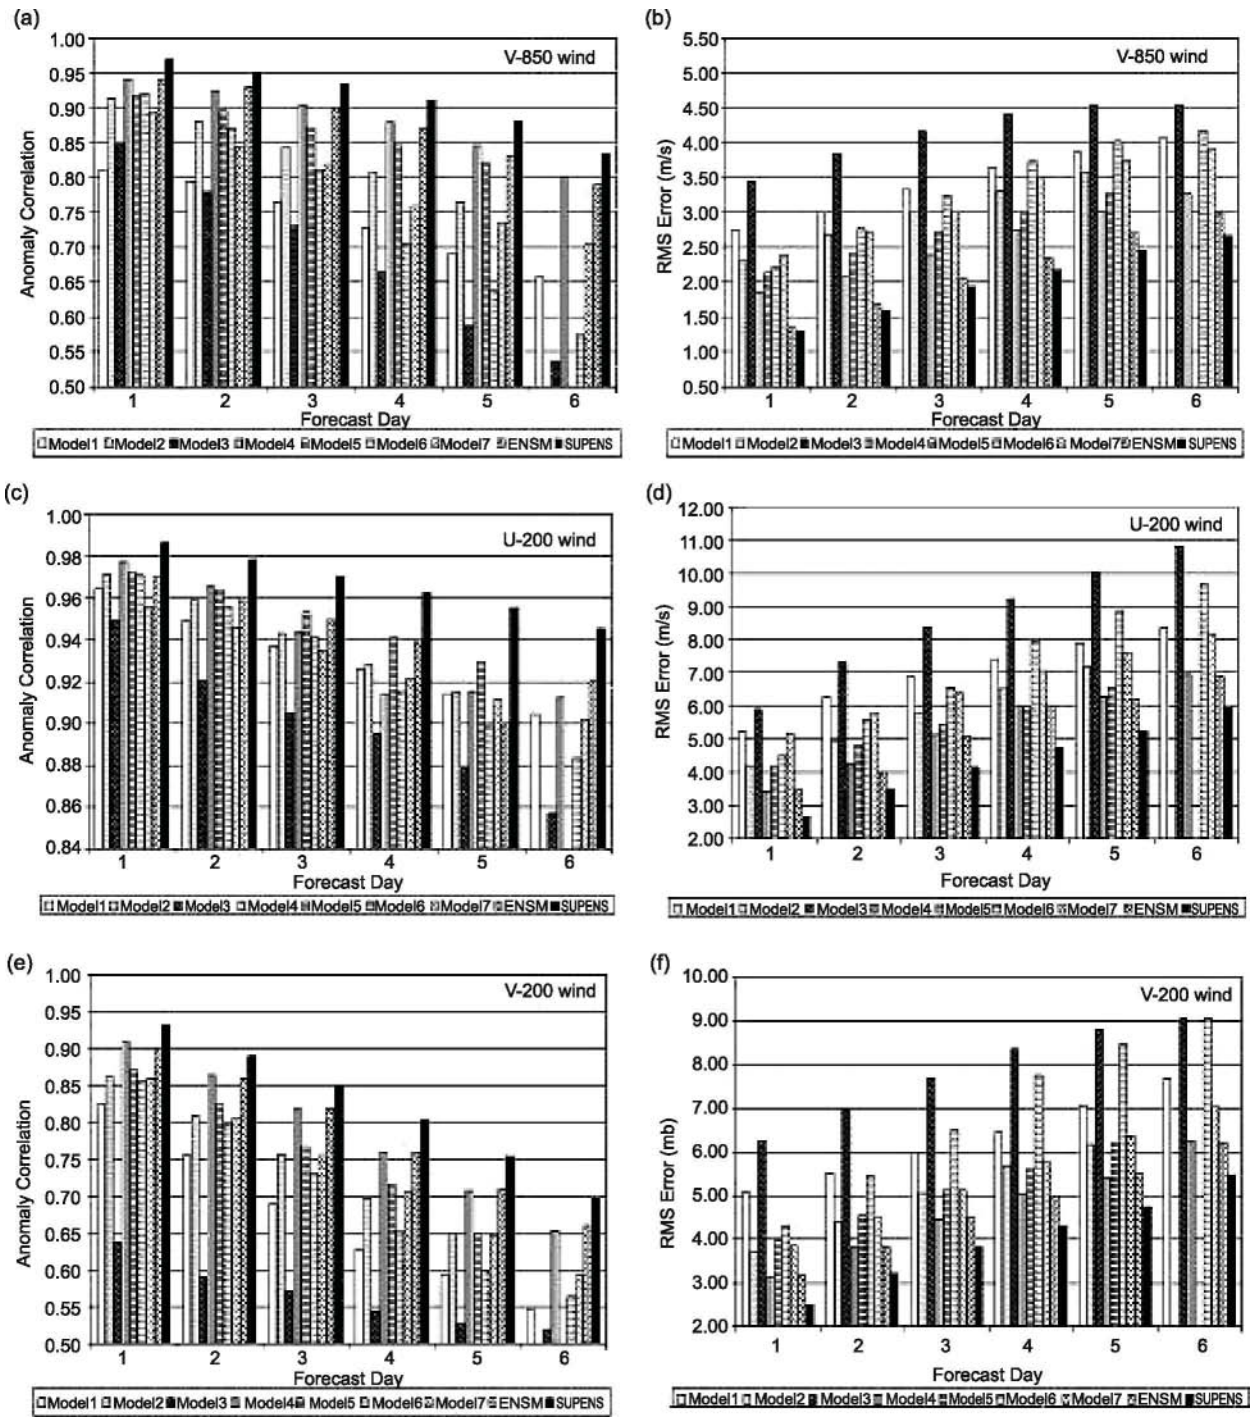 (a)
V-850 wind
Anomaly Correlation
1.00
0.95
0.90
0.85
0.80
0.75
0.70
0.65
0.60
0.55
0.50
1 2 3 4 5 6
Forecast Day
Model1 Model2 Model3 Model4 Model5 Model6 Model7 ENSM SUPENS
(b)
V-850 wind
RMS Error (m/s)
5.50
5.00
4.50
4.00
3.50
3.00
2.50
2.00
1.50
1.00
0.50
1 2 3 4 5 6
Forecast Day
Model1 Model2 Model3 Model4 Model5 Model6 Model7 ENSM SUPENS
(c)
U-200 wind
Anomaly Correlation
1.00
0.98
0.96
0.94
0.92
0.90
0.88
0.86
0.84
1 2 3 4 5 6
Forecast Day
Model1 Model2 Model3 Model4 Model5 Model6 Model7 ENSM SUPENS
(d)
U-200 wind
RMS Error (m/s)
12.00
11.00
10.00
9.00
8.00
7.00
6.00
5.00
4.00
3.00
2.00
1 2 3 4 5 6
Forecast Day
Model1 Model2 Model3 Model4 Model5 Model6 Model7 ENSM SUPENS
(e)
V-200 wind
Anomaly Correlation
1.00
0.95
0.90
0.85
0.80
0.75
0.70
0.65
0.60
0.55
0.50
1 2 3 4 5 6
Forecast Day
Model1 Model2 Model3 Model4 Model5 Model6 Model7 ENSM SUPENS
(f)
V-200 wind
RMS Error (mb)
10.00
9.00
8.00
7.00
6.00
5.00
4.00
3.00
2.00
1 2 3 4 5 6
Forecast Day
Model1 Model2 Model3 Model4 Model5 Model6 Model7 ENSM SUPENS